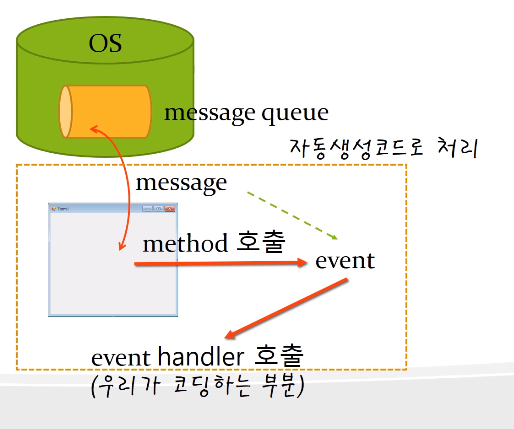 OS
message queue
자동생성코드로 처리
message
method 호출
event
event handler 호출
(우리가 코딩하는 부분)